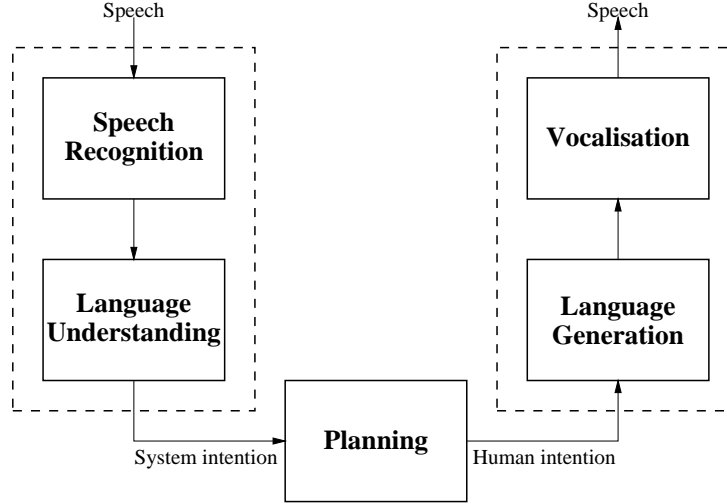 Speech
Speech
Speech
Recognition
Vocalisation
Language
Understanding
Language
Generation
Planning
System intention
Human intention